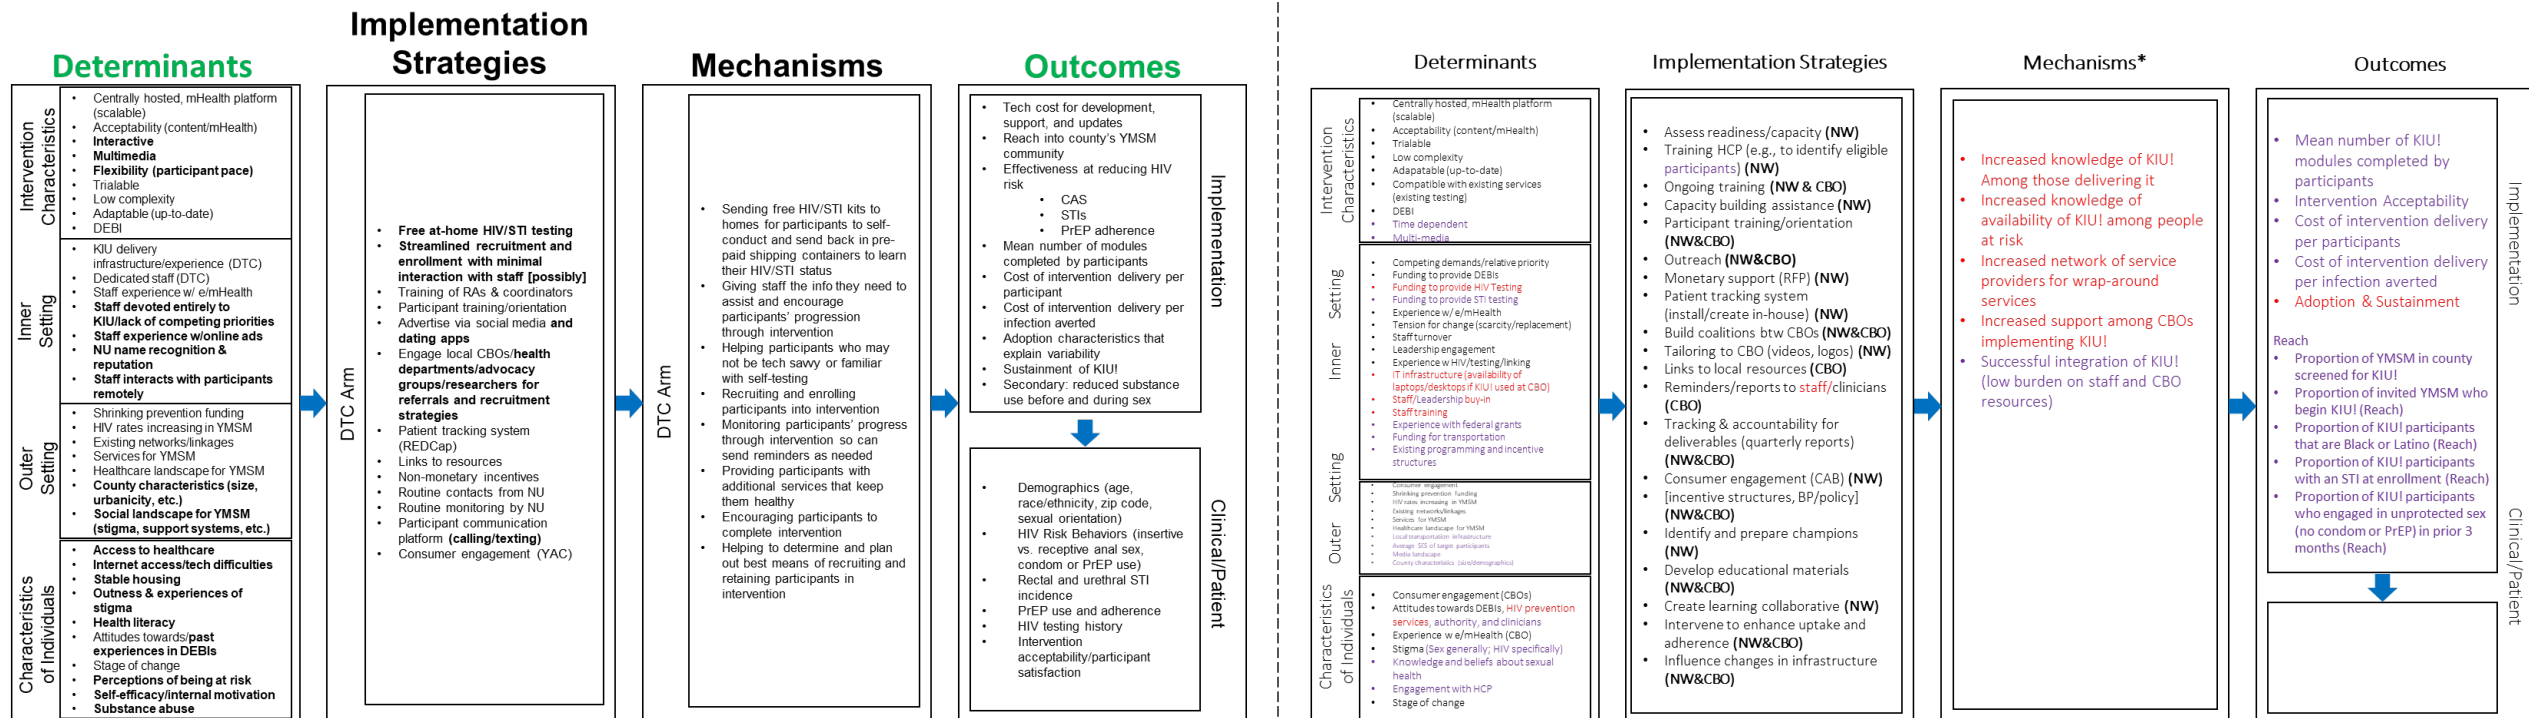 Determinants
Implementation
Strategies
Mechanisms
Outcomes
Intervention
Characteristics
• Centrally hosted, mHealth platform
(scalable)
• Acceptability (content/mHealth)
• Interactive
• Multimedia
• Flexibility (participant pace)
• Trialable
• Low complexity
• Adaptable (up-to-date)
• DEBI
Inner
Setting
• KIU delivery
infrastructure/experience (DTC)
• Dedicated staff (DTC)
• Staff experience w/ e/mHealth
• Staff devoted entirely to
KIU/lack of competing priorities
• Staff experience w/online ads
• NU name recognition &
reputation
• Staff interacts with participants
remotely
Outer
Setting
• Shrinking prevention funding
• HIV rates increasing in YMSM
• Existing networks/linkages
• Services for YMSM
• Healthcare landscape for YMSM
• County characteristics (size,
urbanicity, etc.)
• Social landscape for YMSM
(stigma, support systems, etc.)
Characteristics
of Individuals
• Access to healthcare
• Internet access/tech difficulties
• Stable housing
• Outness & experiences of
stigma
• Health literacy
• Attitudes towards/past
experiences in DEBIs
• Stage of change
• Perceptions of being at risk
• Self-efficacy/internal motivation
• Substance abuse
DTC Arm
• Free at-home HIV/STI testing
• Streamlined recruitment and
enrollment with minimal
interaction with staff [possibly]
• Training of RAs & coordinators
• Participant training/orientation
• Advertise via social media and
dating apps
• Engage local CBOs/health
departments/advocacy
groups/researchers for
referrals and recruitment
strategies
• Patient tracking system
(REDCap)
• Links to resources
• Non-monetary incentives
• Routine contacts from NU
• Routine monitoring by NU
• Participant communication
platform (calling/texting)
• Consumer engagement (YAC)
DTC Arm
• Sending free HIV/STI kits to
homes for participants to self-
conduct and send back in pre-
paid shipping containers to learn
their HIV/STI status
• Giving staff the info they need to
assist and encourage
participants' progression
through intervention
• Helping participants who may
not be tech savvy or familiar
with self-testing
• Recruiting and enrolling
participants into intervention
• Monitoring participants' progress
through intervention so can
send reminders as needed
• Providing participants with
additional services that keep
them healthy
• Encouraging participants to
complete intervention
• Helping to determine and plan
out best means of recruiting and
retaining participants in
intervention
• Tech cost for development,
support, and updates
• Reach into county's YMSM
community
• Effectiveness at reducing HIV
risk
• CAS
• STIs
• PrEP adherence
• Mean number of modules
completed by participants
• Cost of intervention delivery per
participant
• Cost of intervention delivery per
infection averted
• Adoption characteristics that
explain variability
• Sustainment of KIU!
• Secondary: reduced substance
use before and during sex
Implementation
• Demographics (age,
race/ethnicity, zip code,
sexual orientation)
• HIV Risk Behaviors (insertive
vs. receptive anal sex,
condom or PrEP use)
• Rectal and urethral STI
incidence
• PrEP use and adherence
• HIV testing history
• Intervention
acceptability/participant
satisfaction
Clinical/Patient
Determinants
Implementation Strategies
Mechanisms*
Outcomes
Intervention
Characteristics
• Centrally hosted, mHealth platform
(scalable)
• Acceptability (content/mHealth)
• Trialable
• Low complexity
• Adapatable (up-to-date)
• Compatible with existing services
(existing testing)
• DEBI
• Time dependent
• Multi-media
Inner Setting
• Competing demands/relative priority
• Funding to provide DEBIs
• Funding to provide HIV Testing
• Funding to provide STI testing
• Experience w/ e/mHealth
• Tension for change (scarcity/replacement)
• Staff turnover
• Leadership engagement
• Experience w HIV/testing/linking
• IT infrastructure (availability of
laptops/desktops if KIU! used at CBO)
• Staff/Leadership buy-in
• Staff training
• Experience with federal grants
• Funding for transportation
• Existing programming and incentive
structures
Outer Setting
• Consumer engagement
• Shrinking prevention funding
• HIV rates increasing in YMSM
• Existing networks/linkages
• Services for YMSM
• Healthcare landscape for YMSM
• Local transportation infrastructure
• Average SES of target participants
• Media landscape
• County characteristics (size/demographics)
Characteristics
of Individuals
• Consumer engagement (CBOs)
• Attitudes towards DEBIs, HIV prevention
services, authority, and clinicians
• Experience w e/mHealth (CBO)
• Stigma (Sex generally; HIV specifically)
• Knowledge and beliefs about sexual
health
• Engagement with HCP
• Stage of change
• Assess readiness/capacity (NW)
• Training HCP (e.g., to identify eligible
participants) (NW)
• Ongoing training (NW & CBO)
• Capacity building assistance (NW)
• Participant training/orientation
(NW&CBO)
• Outreach (NW&CBO)
• Monetary support (RFP) (NW)
• Patient tracking system
(install/create in-house) (NW)
• Build coalitions btw CBOs (NW&CBO)
• Tailoring to CBO (videos, logos) (NW)
• Links to local resources (CBO)
• Reminders/reports to staff/clinicians
(CBO)
• Tracking & accountability for
deliverables (quarterly reports)
(NW&CBO)
• Consumer engagement (CAB) (NW)
• [incentive structures, BP/policy]
(NW&CBO)
• Identify and prepare champions
(NW)
• Develop educational materials
(NW&CBO)
• Create learning collaborative (NW)
• Intervene to enhance uptake and
adherence (NW&CBO)
• Influence changes in infrastructure
(NW&CBO)
• Increased knowledge of KIU!
Among those delivering it
• Increased knowledge of
availability of KIU! among people
at risk
• Increased network of service
providers for wrap-around
services
• Increased support among CBOs
implementing KIU!
• Successful integration of KIU!
(low burden on staff and CBO
resources)
• Mean number of KIU!
modules completed by
participants
• Intervention Acceptability
• Cost of intervention delivery
per participants
• Cost of intervention delivery
per infection averted
• Adoption & Sustainment
Reach
• Proportion of YMSM in county
screened for KIU!
• Proportion of invited YMSM who
begin KIU! (Reach)
• Proportion of KIU! participants
that are Black or Latino (Reach)
• Proportion of KIU! participants
with an STI at enrollment (Reach)
• Proportion of KIU! participants
who engaged in unprotected sex
(no condom or PrEP) in prior 3
months (Reach)
Implementation
Clinical/Patient